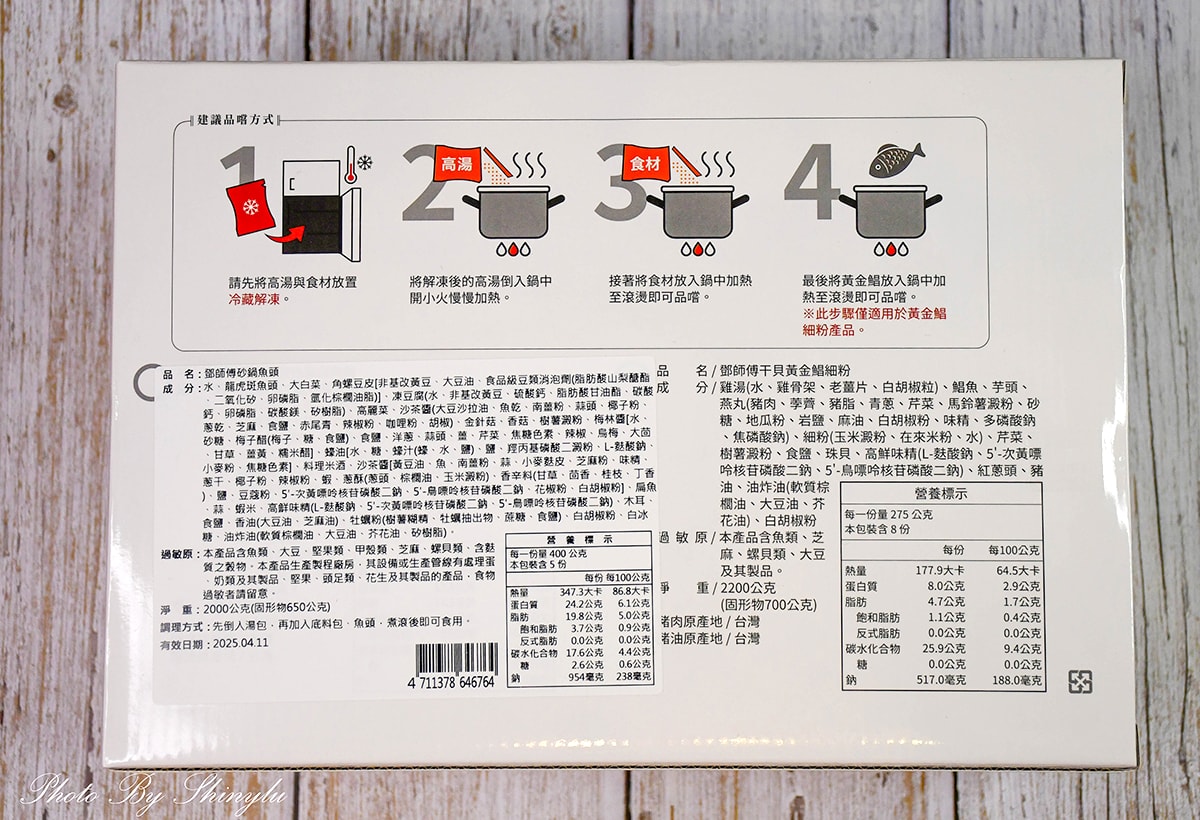 建議品嚐方式
1
2
高湯
3
食材
4
請先將高湯與食材放置
冷藏解凍。
將解凍後的高湯倒入鍋中
開小火慢慢加熱。
接著將食材放入鍋中加熱
至滾燙即可品嚐。
最後將黃金鯧放入鍋中加
熱至滾燙即可品嚐。
※此步驟僅適用於黃金鯧
細粉產品。
品 名:鄧師傅砂鍋魚頭
成 分:水、龍虎斑魚頭、大白菜、角螺豆皮[非基改黃豆、大豆油、食品級豆類消泡劑(脂肪酸山梨醣酯
、二氧化矽、卵磷脂、氫化棕櫚油脂)]、凍豆腐(水、非基改黃豆、硫酸鈣、脂肪酸甘油酯、碳酸
鈣、卵磷脂、碳酸鎂、矽樹脂)、高麗菜、沙茶醬(大豆沙拉油、魚乾、南薑粉、蒜頭、椰子粉、
蔥乾、芝麻、食鹽、赤尾青、辣椒粉、咖哩粉、胡椒)、金針菇、香菇、樹薯澱粉、梅林醬[水、
砂糖、梅子醋(梅子、糖、食鹽)、食鹽、洋蔥、蒜頭、薑、芹菜、焦糖色素、辣椒、烏梅、大茴
、甘草、薑黃、糯米醋]、蠔油(水、糖、蠔汁(蠔、水、鹽)、鹽、羥丙基磷酸二澱粉、L-麩酸鈉、
小麥粉、焦糖色素]、料理米酒、沙茶醬(黃豆油、魚、南薑粉、蒜、小麥麩皮、芝麻粉、味精、
蔥干、椰子粉、辣椒粉、蝦、蔥酥(蔥頭、棕櫚油、玉米澱粉)、香辛料(甘草、茴香、桂枝、丁香
)、鹽、豆蔻粉、5'-次黃嘌呤核苷磷酸二鈉、5'-鳥嘌呤核苷磷酸二鈉、花椒粉、白胡椒粉]、扁魚
、蒜、蝦米、高鮮味精(L-麩酸鈉、5'-次黃嘌呤核苷磷酸二鈉、5'-鳥嘌呤核苷磷酸二鈉)、木耳、
食鹽、香油(大豆油、芝麻油)、牡蠣粉(樹薯糊精、牡蠣抽出物、蔗糖、食鹽)、白胡椒粉、白冰
糖、油炸油(軟質棕櫚油、大豆油、芥花油、矽樹脂)。
過敏原:本產品含魚類、大豆、堅果類、甲殼類、芝麻、螺貝類、含麩
質之穀物。本產品生產製程廠房，其設備或生產管線有處理蛋
、奶類及其製品、堅果、頭足類、花生及其製品的產品，食物
過敏者請留意。
淨 重:2000公克(固形物650公克)
調理方式:先倒入湯包，再加入底料包、魚頭，煮滾後即可食用。
有效日期:2025.04.11
4 711378 646764
營養標示
每一份量 400 公克
本包裝含 5 份
每份 每100公克
熱量 347.3大卡 86.8大卡
蛋白質 24.2公克 6.1公克
脂肪 19.8公克 5.0公克
飽和脂肪 3.7公克 0.9公克
反式脂肪 0.0公克 0.0公克
碳水化合物 17.6公克 4.4公克
糖 2.6公克 0.6公克
鈉 954毫克 238毫克
品 名/鄧師傅干貝黃金鯧細粉
成 分/雞湯(水、雞骨架、老薑片、白胡椒粒)、鯧魚、芋頭、
燕丸(豬肉、荸薺、豬脂、青蔥、芹菜、馬鈴薯澱粉、砂
糖、地瓜粉、岩鹽、麻油、白胡椒粉、味精、多磷酸鈉
、焦磷酸鈉)、細粉(玉米澱粉、在來米粉、水)、芹菜、
樹薯澱粉、食鹽、珠貝、高鮮味精(L-麩酸鈉、5'-次黃嘌
呤核苷磷酸二鈉、5'-鳥嘌呤核苷磷酸二鈉)、紅蔥頭、豬
油、油炸油(軟質棕
櫚油、大豆油、芥
花油)、白胡椒粉
過敏原/本產品含魚類、芝
麻、螺貝類、大豆
及其製品。
淨 重/2200公克
(固形物700公克)
豬肉原產地/台灣
豬油原產地/台灣
營養標示
每一份量 275 公克
本包裝含 8 份
每份 每100公克
熱量 177.9大卡 64.5大卡
蛋白質 8.0公克 2.9公克
脂肪 4.7公克 1.7公克
飽和脂肪 1.1公克 0.4公克
反式脂肪 0.0公克 0.0公克
碳水化合物 25.9公克 9.4公克
糖 0.0公克 0.0公克
鈉 517.0毫克 188.0毫克
Photo By Shinylu